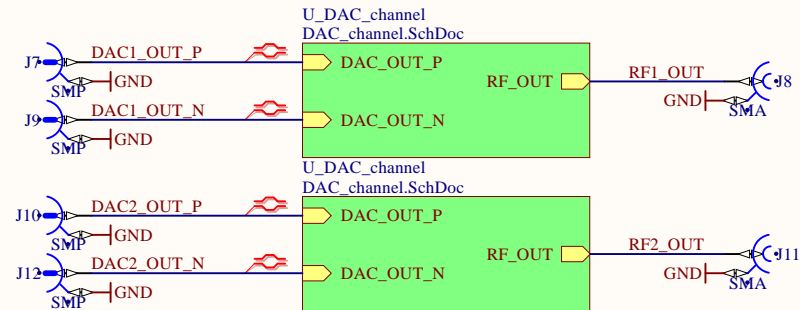 U_DAC_channel
DAC_channel.SchDoc
J7 DAC1_OUT_P DAC_OUT_P
SMP GND
RF_OUT RF1_OUT J8
GND SMA
J9 DAC1_OUT_N DAC_OUT_N
SMP GND
U_DAC_channel
DAC_channel.SchDoc
J10 DAC2_OUT_P DAC_OUT_P
SMP GND
RF_OUT RF2_OUT J11
GND SMA
J12 DAC2_OUT_N DAC_OUT_N
SMP GND